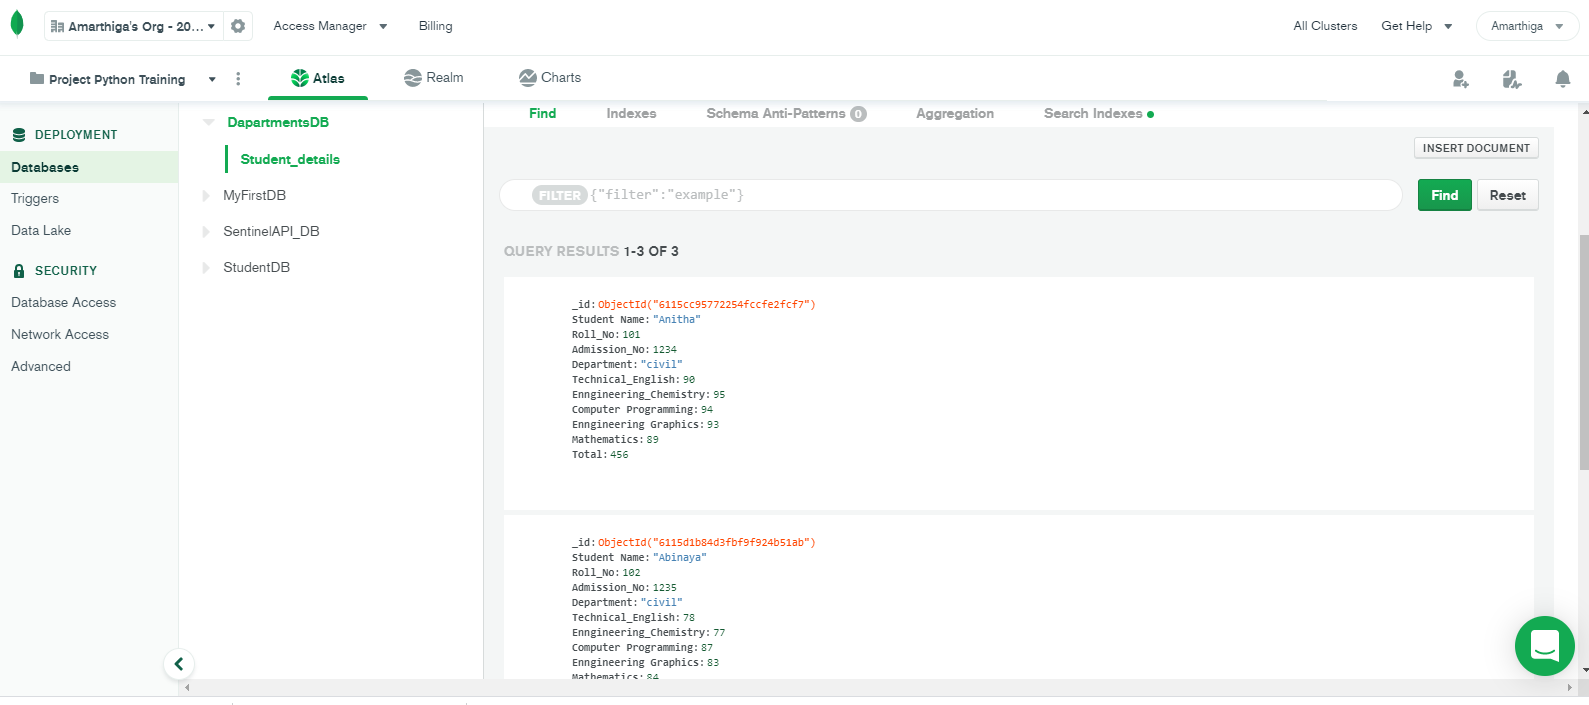 Amarthiga's Org - 20...
Access Manager
Billing
All Clusters
Get Help
Amarthiga
Project Python Training
Atlas
Realm
Charts
DEPLOYMENT
Databases
Triggers
Data Lake
SECURITY
Database Access
Network Access
Advanced
DapartmentsDB
Student_details
MyFirstDB
SentinelAPI_DB
StudentDB
Find
Indexes
Schema Anti-Patterns 0
Aggregation
Search Indexes
INSERT DOCUMENT
FILTER {"filter":"example"}
Find
Reset
QUERY RESULTS 1-3 OF 3
_id: ObjectId("6115cc95772254fccfe2fcf7")
Student Name: "Anitha"
Roll_No: 101
Admission_No: 1234
Department: "civil"
Technical_English: 90
Enngineering_Chemistry: 95
Computer Programming: 94
Enngineering Graphics: 93
Mathematics: 89
Total: 456
_id: ObjectId("6115d1b84d3fbf9f924b51ab")
Student Name: "Abinaya"
Roll_No: 102
Admission_No: 1235
Department: "civil"
Technical_English: 78
Enngineering_Chemistry: 77
Computer Programming: 87
Enngineering Graphics: 83
Mathematics: 84